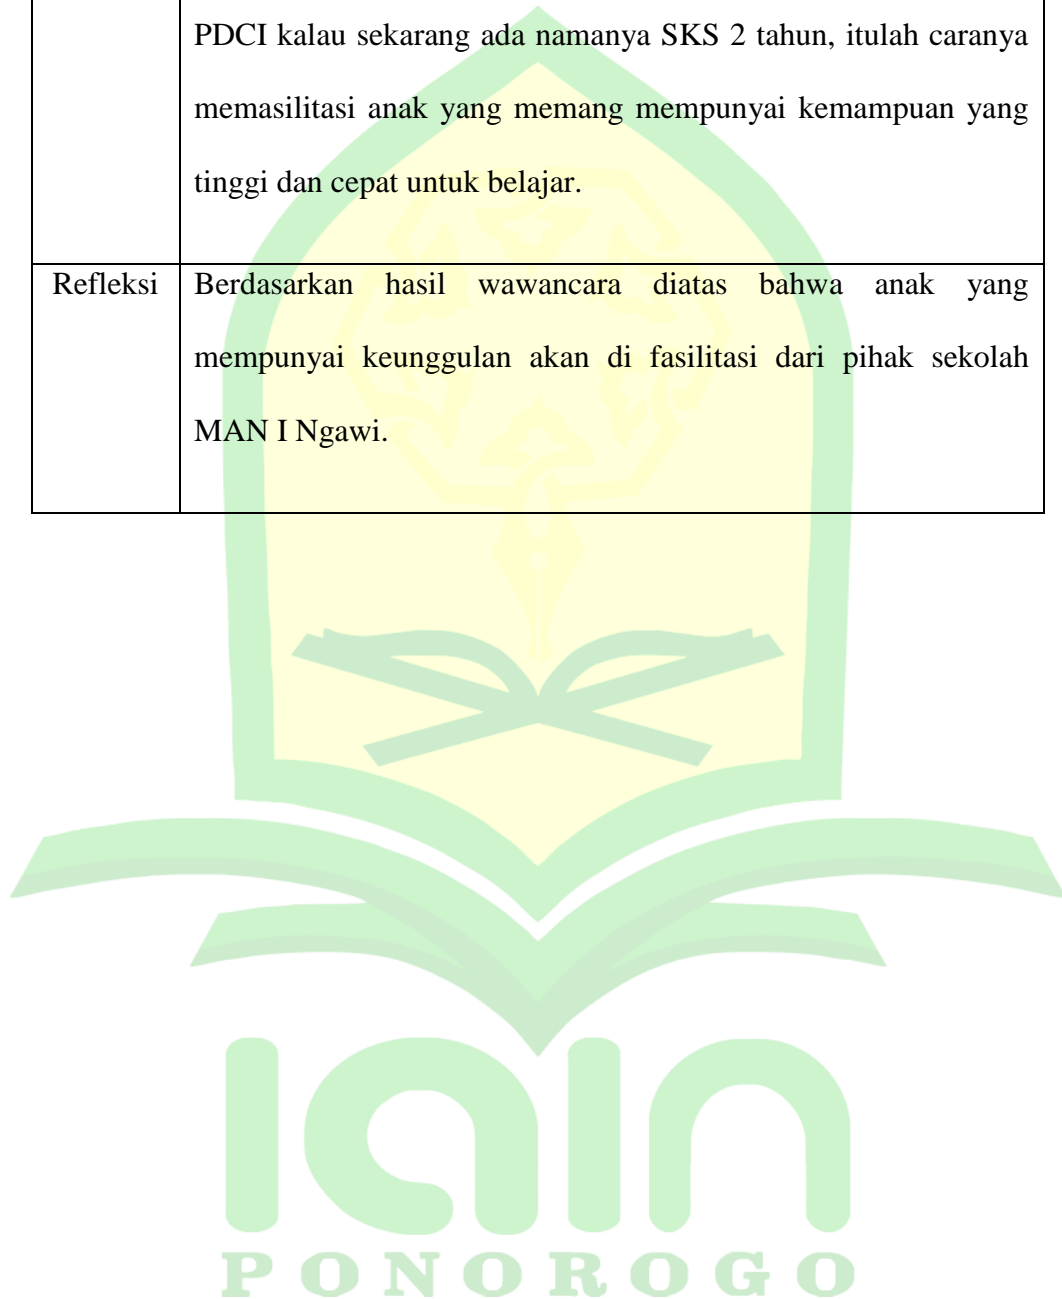 PDCI kalau sekarang ada namanya SKS 2 tahun, itulah caranya
memasilitasi anak yang memang mempunyai kemampuan yang
tinggi dan cepat untuk belajar.
Refleksi Berdasarkan hasil wawancara diatas bahwa anak yang
mempunyai keunggulan akan di fasilitasi dari pihak sekolah
MAN I Ngawi.
iain
PONOROGO